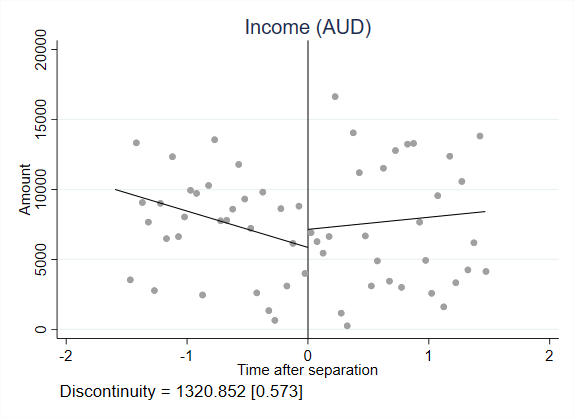 Income (AUD)
20000
15000
10000
5000
0
Amount
-2 -1 0 1 2
Time after separation
Discontinuity = 1320.852 [0.573]